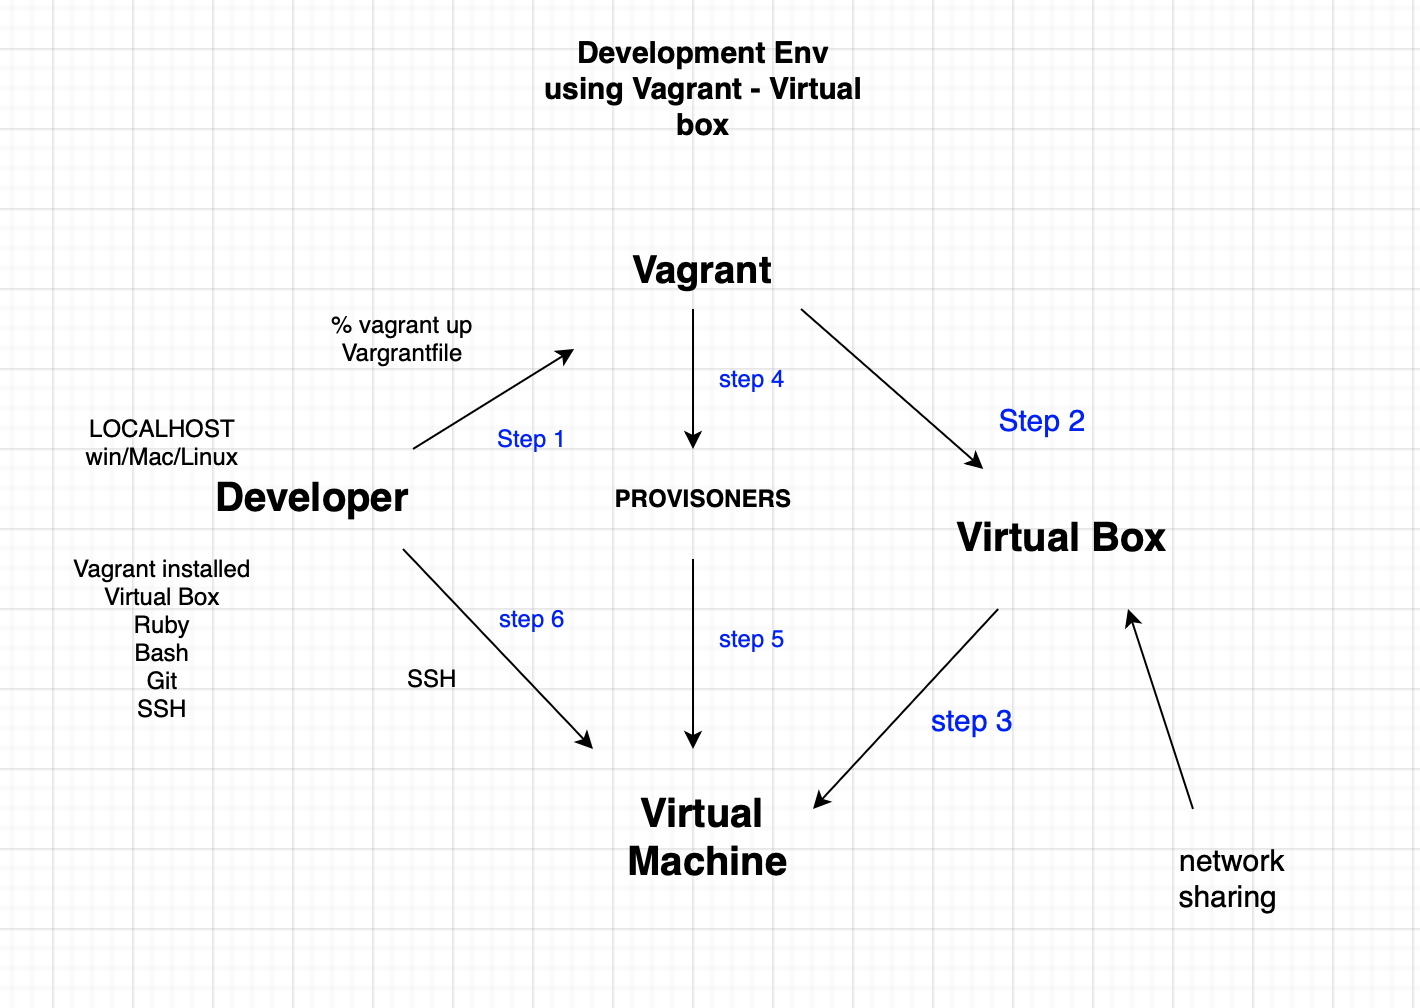 Development Env
using Vagrant - Virtual
box
Vagrant
% vagrant up
Vargrantfile
step 4
Step 2
Step 1
LOCALHOST
win/Mac/Linux
Developer
PROVISONERS
Virtual Box
Vagrant installed
Virtual Box
Ruby
Bash
Git
SSH
step 6
SSH
step 5
step 3
Virtual
Machine
network
sharing